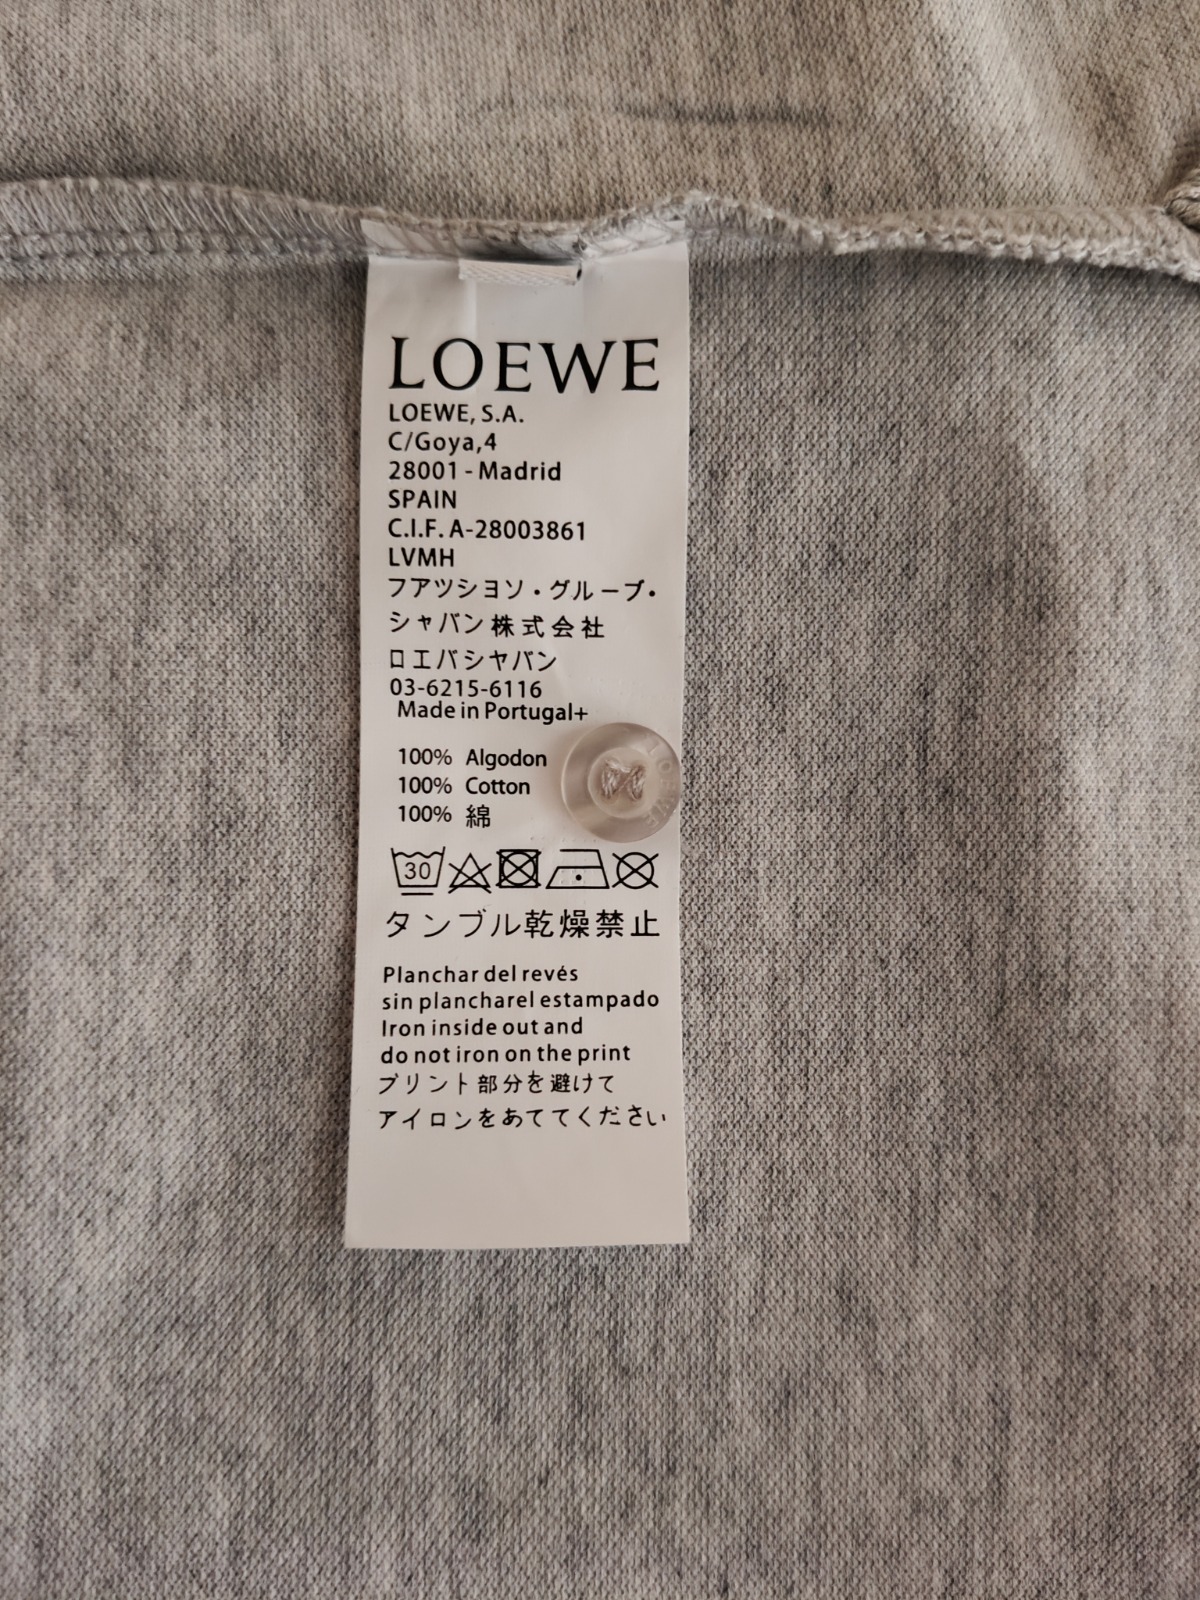 LOEWE
LOEWE, S.A.
C/Goya,4
28001 - Madrid
SPAIN
C.I.F. A-28003861
LVMH
フアツシヨソ・グループ・
シャバン株式会社
ロエバシヤバン
03-6215-6116
Made in Portugal+
100% Algodon
100% Cotton
100% 綿
LOEWE
30
タンブル乾燥禁止
Planchar del revés
sin plancharel estampado
Iron inside out and
do not iron on the print
プリント部分を避けて
アイロンをあててください